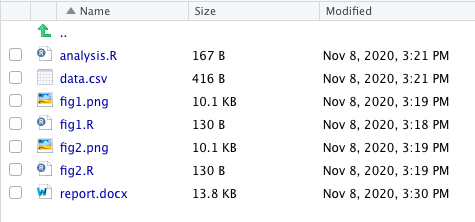 Name Size Modified
..
analysis.R 167 B Nov 8, 2020, 3:21 PM
data.csv 416 B Nov 8, 2020, 3:21 PM
fig1.png 10.1 KB Nov 8, 2020, 3:19 PM
fig1.R 130 B Nov 8, 2020, 3:18 PM
fig2.png 10.1 KB Nov 8, 2020, 3:19 PM
fig2.R 130 B Nov 8, 2020, 3:19 PM
report.docx 13.8 KB Nov 8, 2020, 3:30 PM